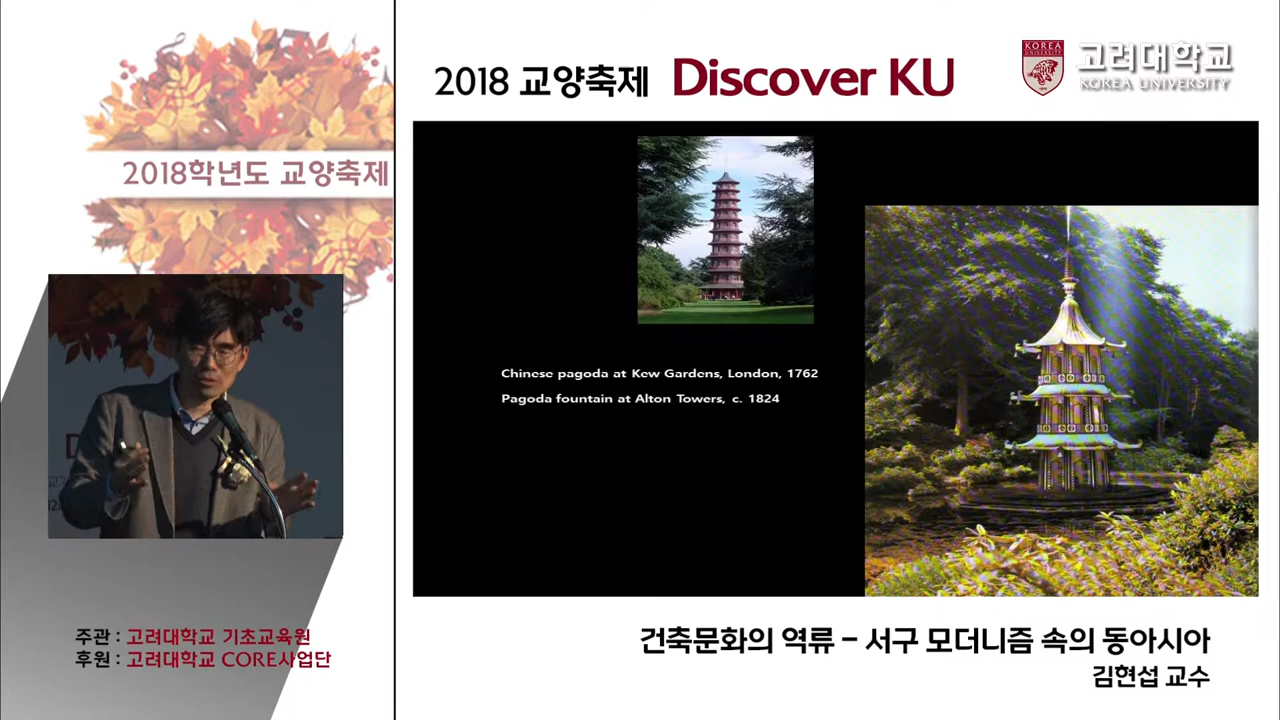 2018 교양축제 Discover KU
KOREA
UNIVERSITY
고려대학교
KOREA UNIVERSITY
2018학년도 교양축제
Chinese pagoda at Kew Gardens, London, 1762
Pagoda fountain at Alton Towers, c. 1824
주관 : 고려대학교 기초교육원
후원 : 고려대학교 CORE사업단
건축문화의 역류 – 서구 모더니즘 속의 동아시아
김현섭 교수